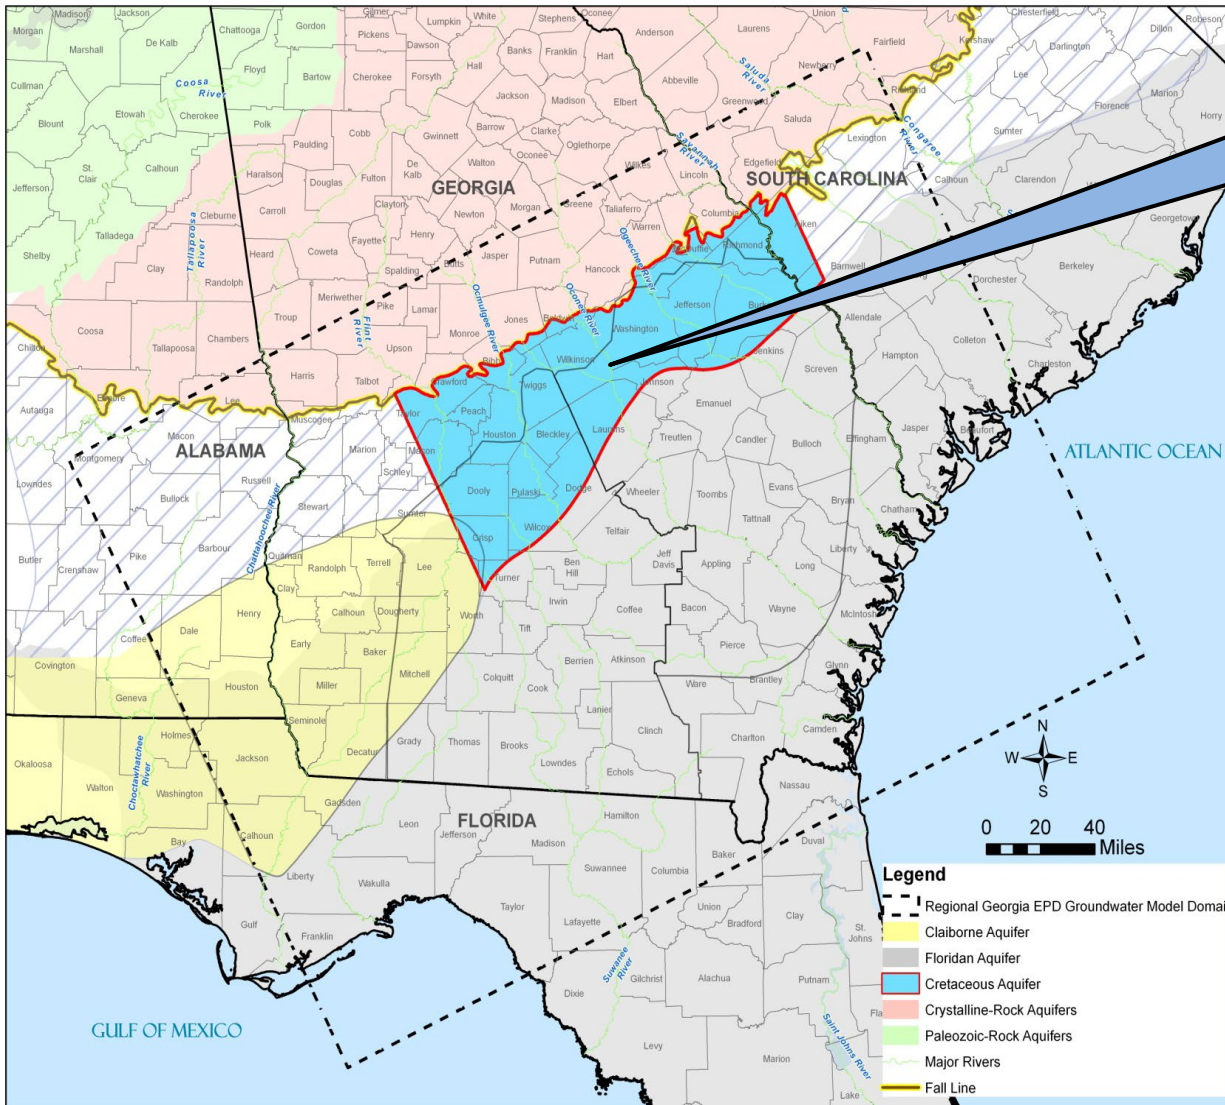 Madison
Jackson
Gordon
Gilmer
Lumpkin
White
Stephens
Oconee
Union
Chesterfield
Dillon
Robeson
Morgan
Marshall
De Kalb
Chattooga
Pickens
Dawson
Hall
Banks
Franklin
Hart
Anderson
Laurens
Fairfield
Kershaw
Darlington
Cullman
Etowah
Cherokee
Floyd
Bartow
Cherokee
Forsyth
Jackson
Madison
Elbert
Abbeville
Newberry
Richland
Lee
Marion
Florence
Horry
Coosa
River
Saluda
River
Blount
Polk
Paulding
Cobb
Gwinnett
Barrow
Clarke
Oconee
Oglethorpe
Wilkes
Greenwood
Saluda
Lexington
Sumter
Congaree
River
Savannah
River
St.
Clair
Calhoun
Haralson
Douglas
Fulton
De
Kalb
Walton
Lincoln
Edgefield
Calhoun
Clarendon
Jefferson
GEORGIA
SOUTH CAROLINA
Cleburne
Carroll
Clayton
Newton
Morgan
Greene
Taliaferro
Columbia
Talladega
Tallapoosa
River
Coweta
Fayette
Henry
Warren
Richmond
Aiken
Georgetown
Shelby
Clay
Heard
Spalding
Butts
Jasper
Putnam
Hancock
Ogeechee River
Barnwell
Berkeley
Randolph
Meriwether
Pike
Lamar
Ocmulgee River
Oconee River
Jefferson
Burke
Dorchester
Coosa
Troup
Flint
River
Monroe
Jones
Baldwin
Washington
Allendale
Colleton
Chilton
Tallapoosa
Chambers
Upson
Bibb
Wilkinson
Jenkins
Hampton
Charleston
Harris
Talbot
Crawford
Twiggs
Johnson
Screven
Autauga
Elmore
Lee
Muscogee
Taylor
Peach
Emanuel
Jasper
Beaufort
Macon
Houston
Bleckley
Laurens
Treutlen
Candler
Bulloch
Effingham
ALABAMA
Marion
Macon
ATLANTIC OCEAN
Montgomery
Russell
Schley
Lowndes
Bullock
Stewart
Dooly
Pulaski
Dodge
Wheeler
Toombs
Evans
Bryan
Chatham
Chattahoochee River
Sumter
Crisp
Wilcox
Telfair
Tattnall
Butler
Pike
Barbour
Quitman
Randolph
Terrell
Lee
Turner
Ben
Hill
Jeff
Davis
Appling
Long
Liberty
Crenshaw
Clay
Calhoun
Dougherty
Worth
Irwin
Coffee
Bacon
Wayne
McIntosh
Coffee
Dale
Henry
Early
Baker
Tift
Berrien
Atkinson
Pierce
Covington
Geneva
Houston
Miller
Mitchell
Colquitt
Cook
Ware
Brantley
Glynn
Seminole
Lanier
Clinch
Holmes
Jackson
Decatur
Grady
Thomas
Brooks
Lowndes
Echols
Charlton
Camden
Okaloosa
Walton
Choctawhatchee
River
Washington
Gadsden
Nassau
N
W
E
S
Calhoun
Leon
Jefferson
FLORIDA
Madison
Hamilton
Bay
Liberty
Wakulla
Suwannee
Columbia
Baker
Duval
0 20 40
Miles
Gulf
Franklin
Taylor
Lafayette
Union
Bradford
Clay
St.
Johns
Suwanee
River
Dixie
Gilchrist
Alachua
Putnam
GULF OF MEXICO
Levy
Marion
Saint Johns River
Lake
Legend
Regional Georgia EPD Groundwater Model Domai
Claiborne Aquifer
Floridan Aquifer
Cretaceous Aquifer
Crystalline-Rock Aquifers
Paleozoic-Rock Aquifers
Major Rivers
Fall Line